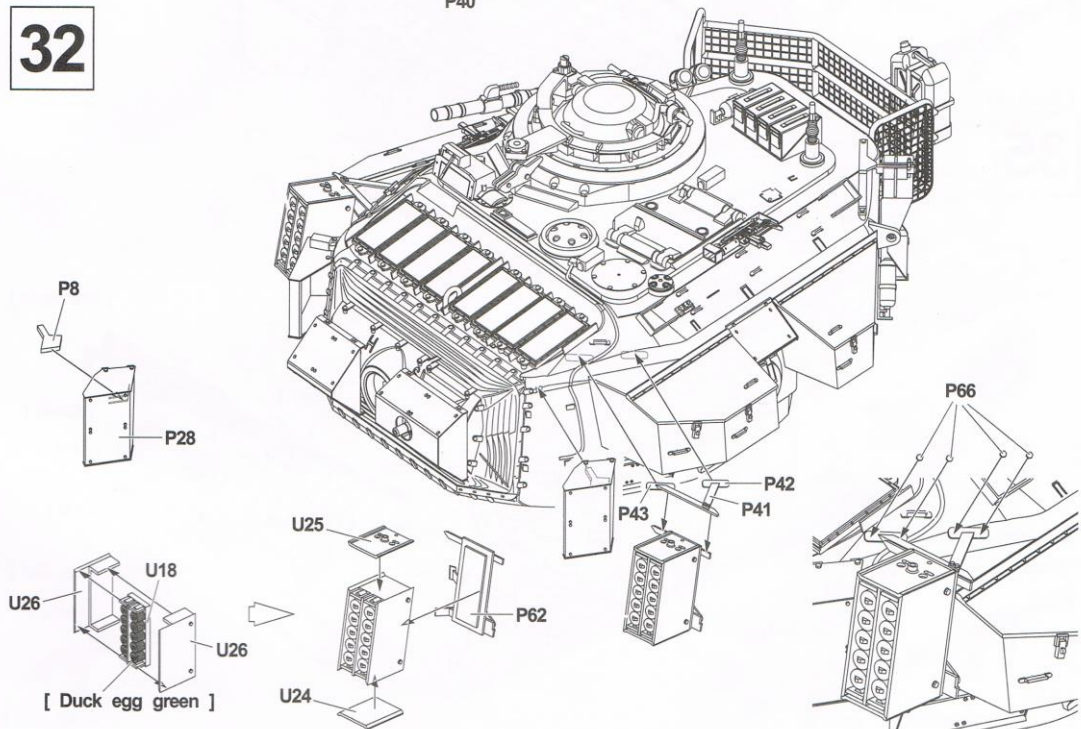 P40
32
P8
P28
P66
P42
P43
P41
U25
U18
U26
U26
P62
U24
[ Duck egg green ]